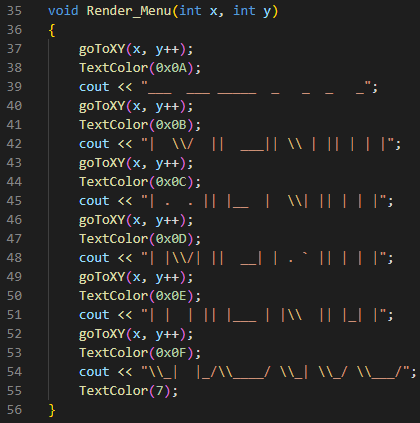 35 void Render_Menu(int x, int y)
36 {
37     goToXY(x, y++);
38     TextColor(0x0A);
39     cout << "___  ___ _____  _   _  _   _";
40     goToXY(x, y++);
41     TextColor(0x0B);
42     cout << "|  \\/  ||  ___|| \\ | || | | |";
43     goToXY(x, y++);
44     TextColor(0x0C);
45     cout << "| .  . || |__  |  \\| || | | |";
46     goToXY(x, y++);
47     TextColor(0x0D);
48     cout << "| |\\/| ||  __| | . ` || | | |";
49     goToXY(x, y++);
50     TextColor(0x0E);
51     cout << "| |  | || |___ | |\\  || |_| |";
52     goToXY(x, y++);
53     TextColor(0x0F);
54     cout << "\\_|  |_/\\____/ \\_| \\_/ \\___/";
55     TextColor(7);
56 }